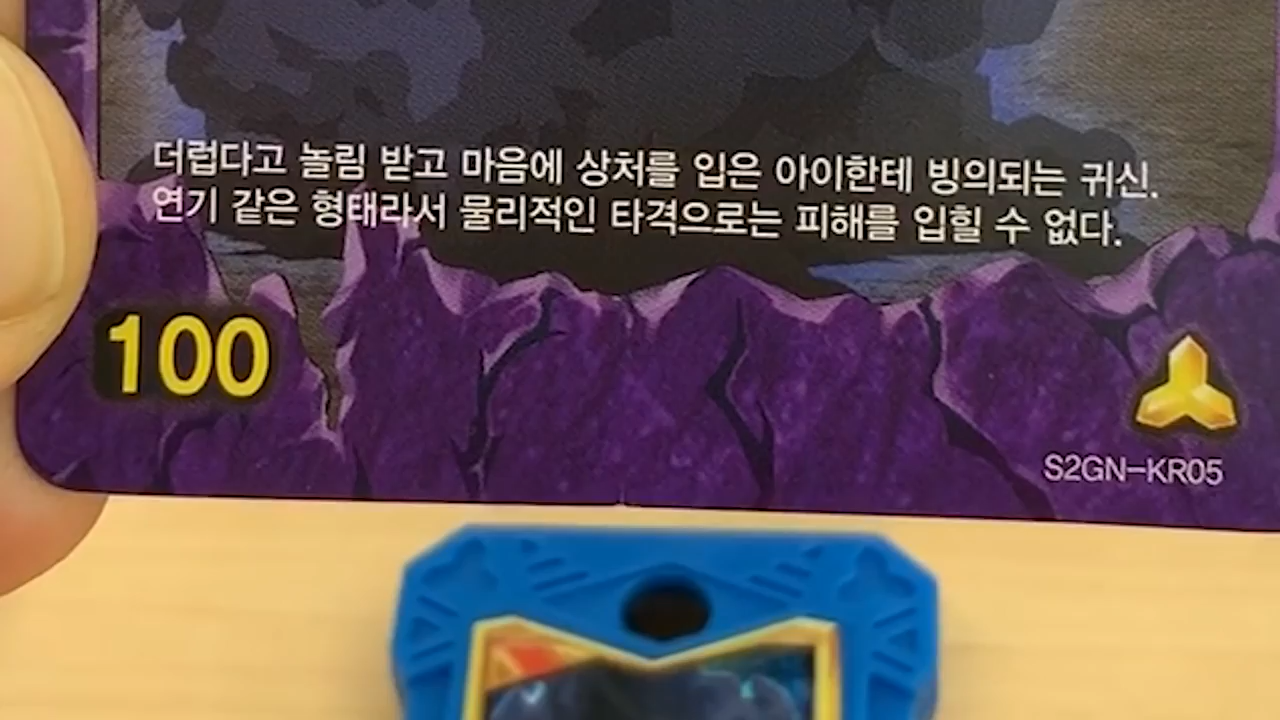 더럽다고 놀림 받고 마음에 상처를 입은 아이한테 빙의되는 귀신.
연기 같은 형태라서 물리적인 타격으로는 피해를 입힐 수 없다.
100
S2GN-KR05